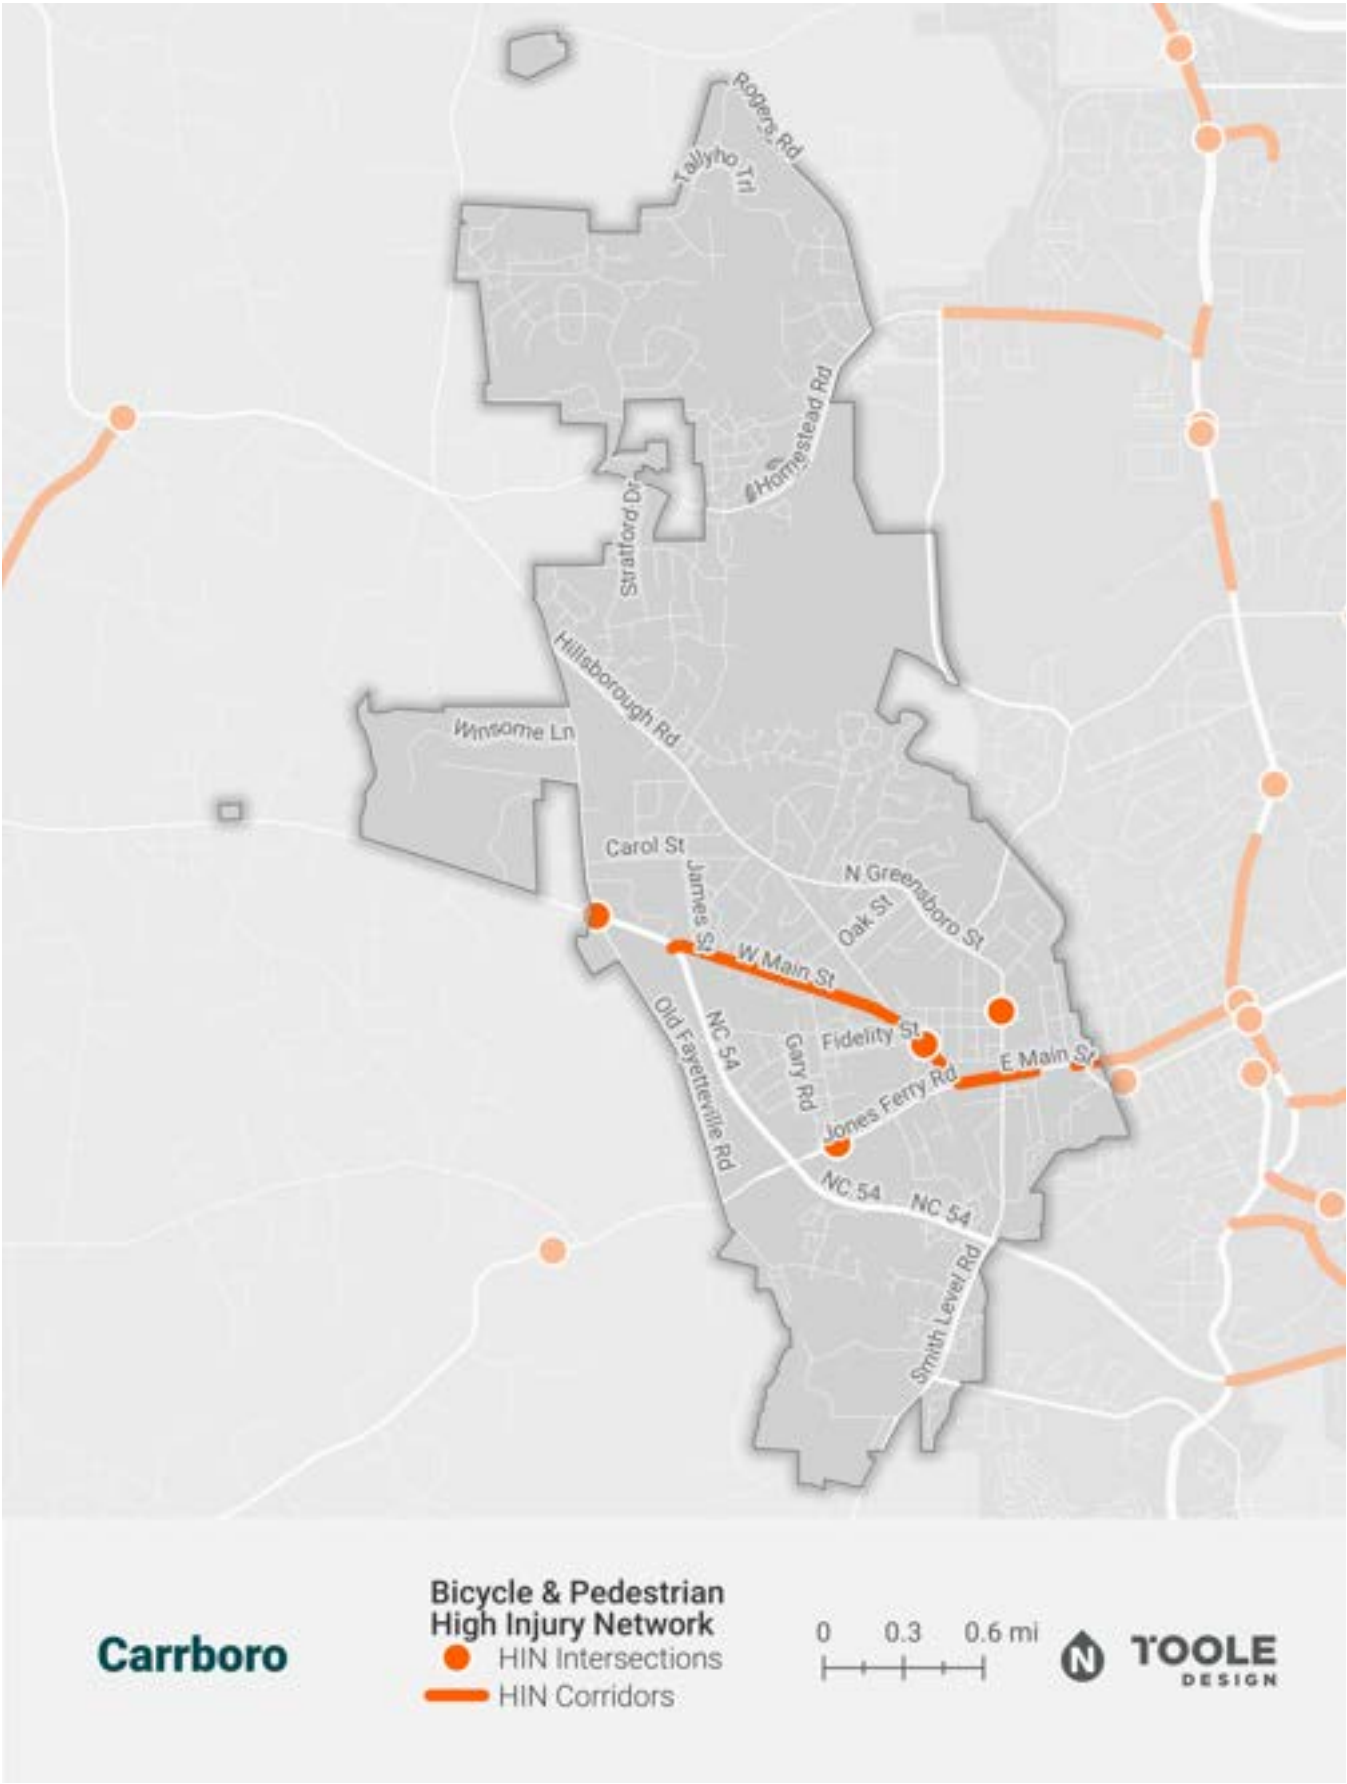 Rogers Rd
Tallyho Trl
Homestead Rd
Stratford Dr
Hillsborough Rd
Winsome Ln
Carol St
James St
N Greensboro St
Oak St
W Main St
NC 54
Old Fayetteville Rd
Fidelity St
Gary Rd
E Main St
Jones Ferry Rd
NC 54
NC 54
Smith Level Rd
Carrboro
Bicycle & Pedestrian
High Injury Network
HIN Intersections
HIN Corridors
0 0.3 0.6 mi
N
TOOLE
DESIGN